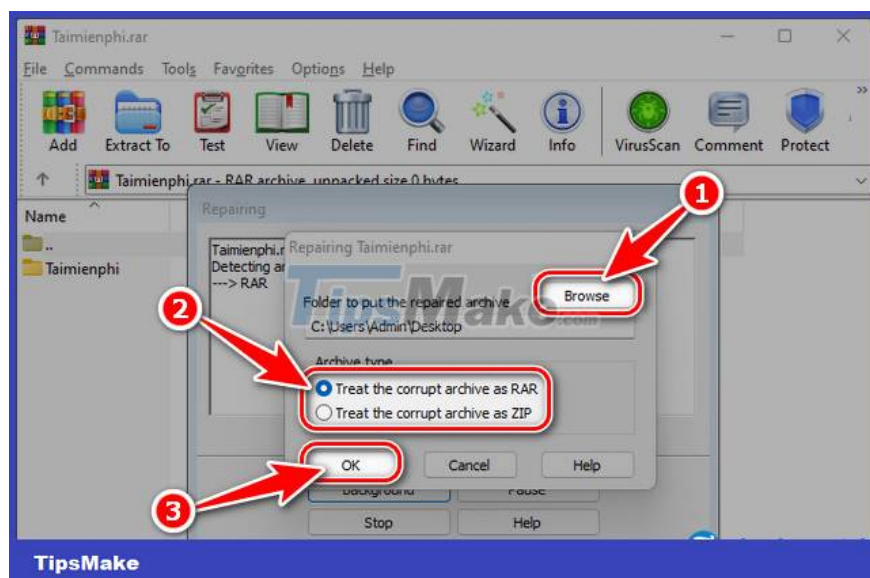 Taimienphi.rar
File Commands Tools Favorites Options Help
Add Extract To Test View Delete Find Wizard Info VirusScan Comment Protect
Taimienphi.rar - RAR archive, unpacked size 0 bytes
1
Name
Repairing
..
Taimienphi.r
Repairing Taimienphi.rar
Taimienphi
Detecting ar
---> RAR
TipsMake.com
Browse
2
Folder to put the repaired archive
C:\Users\Admin\Desktop
Archive type
Treat the corrupt archive as RAR
Treat the corrupt archive as ZIP
OK Cancel Help
3
Background Pause
Stop Help
TipsMake